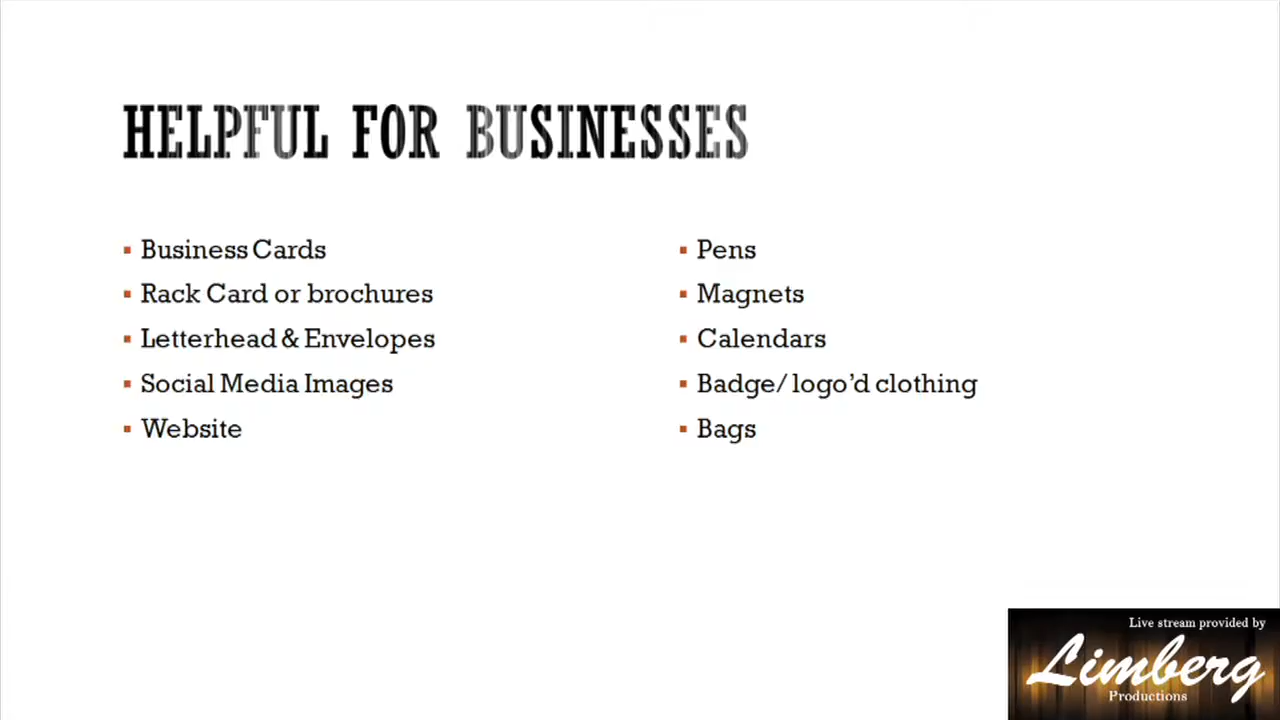 HELPFUL FOR BUSINESSES
▪ Business Cards
▪ Rack Card or brochures
▪ Letterhead & Envelopes
▪ Social Media Images
▪ Website
▪ Pens
▪ Magnets
▪ Calendars
▪ Badge/ logo’d clothing
▪ Bags
Live stream provided by
Limberg
Productions